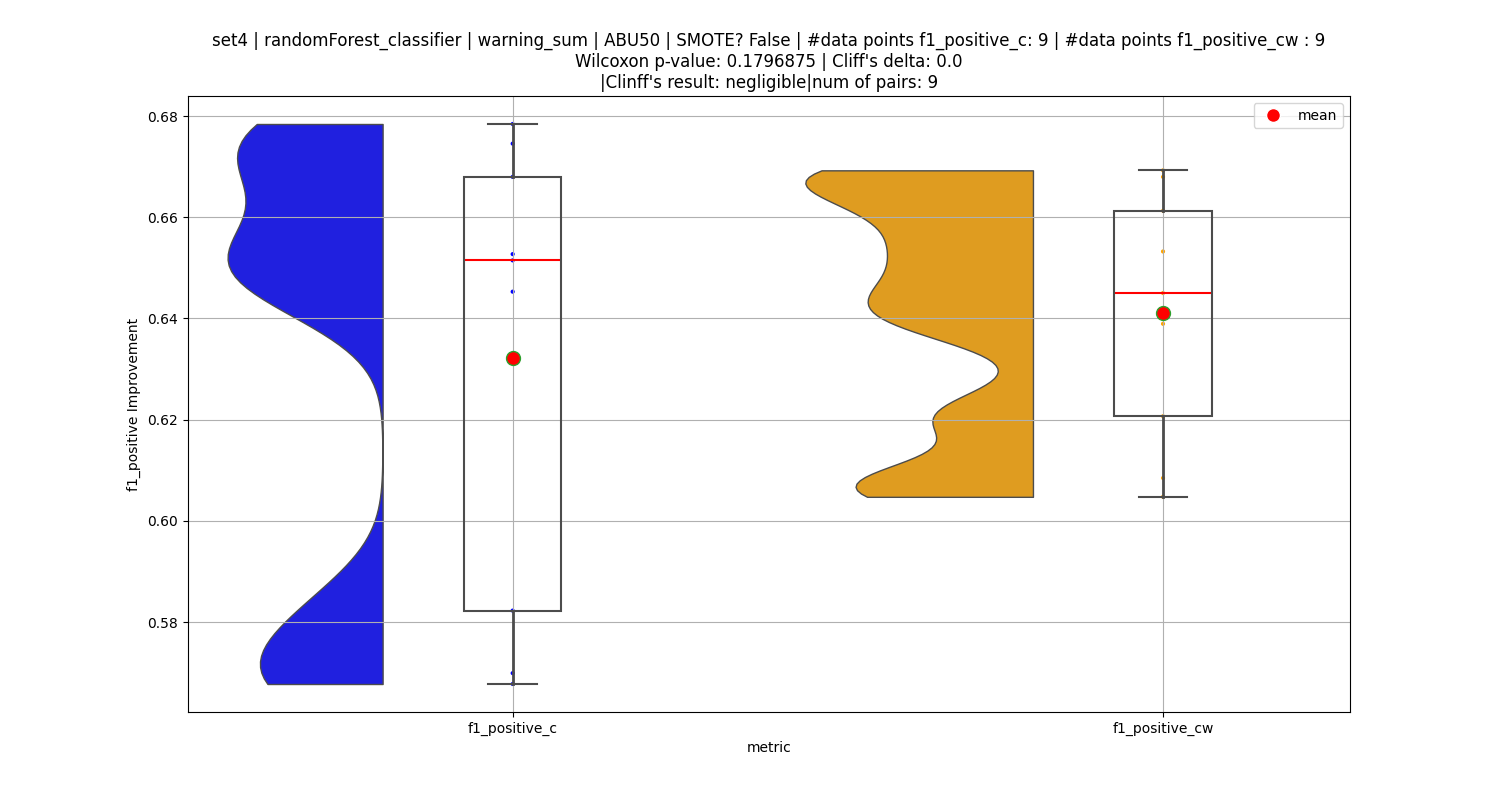 set4 | randomForest_classifier | warning_sum | ABU50 | SMOTE? False | #data points f1_positive_c: 9 | #data points f1_positive_cw : 9
Wilcoxon p-value: 0.1796875 | Cliff's delta: 0.0
|Clinff's result: negligible|num of pairs: 9
mean
0.68
0.66
0.64
0.62
0.60
0.58
f1_positive Improvement
f1_positive_c
f1_positive_cw
metric